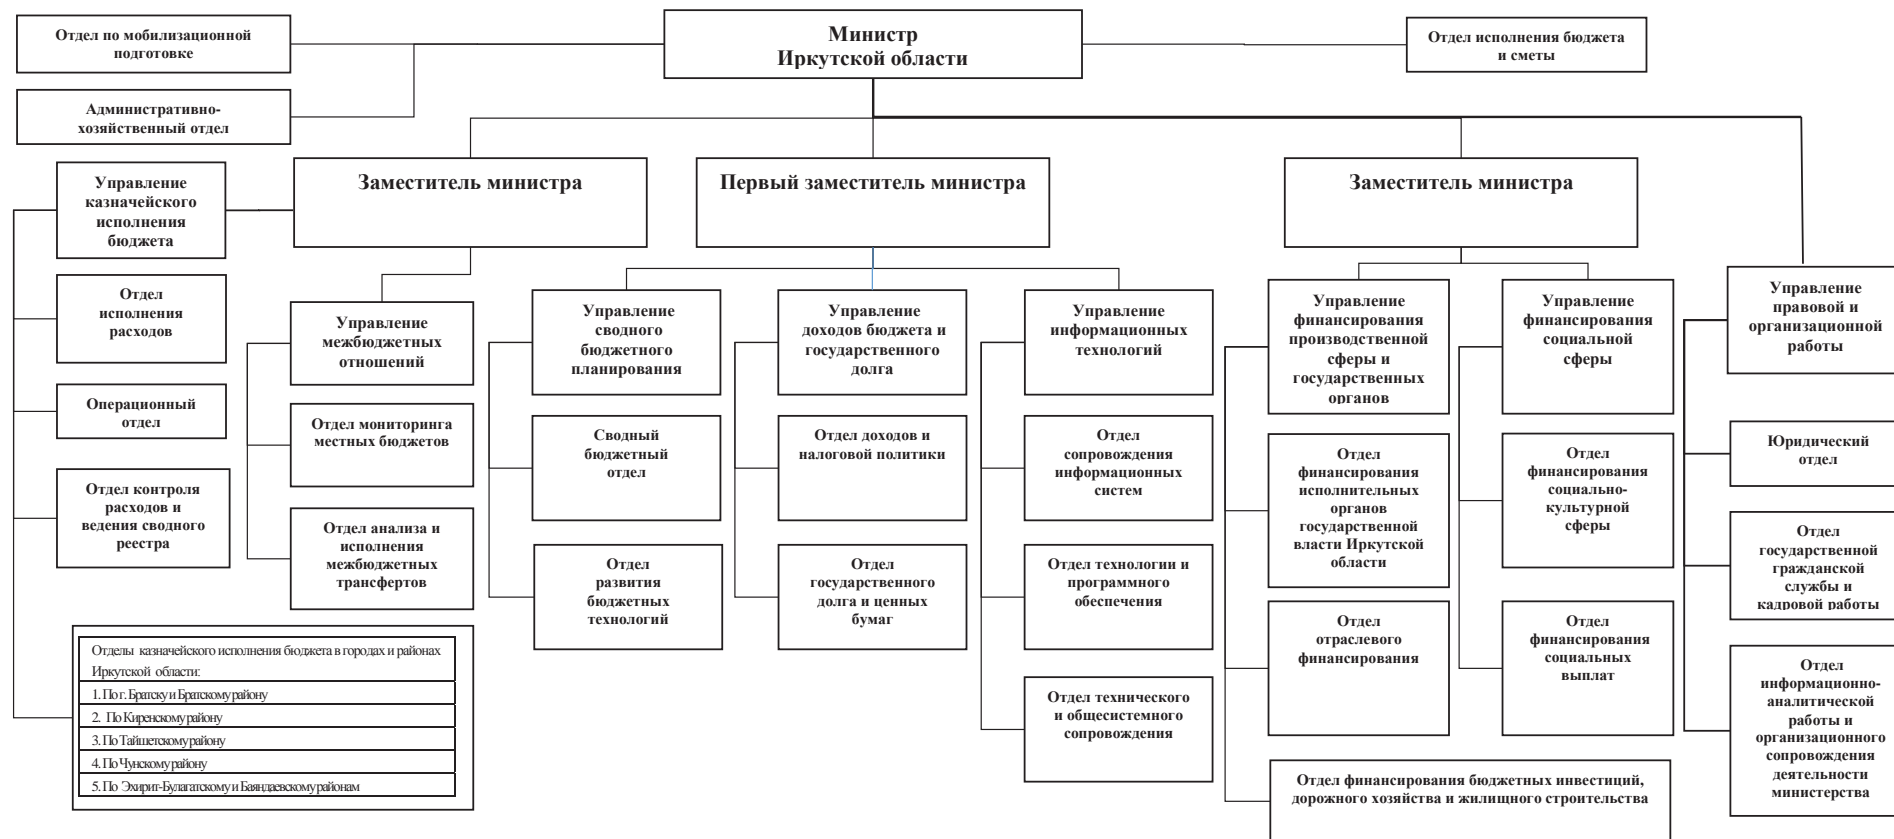 Отдел по мобилизационной
подготовке
Министр
Иркутской области
Отдел исполнения бюджета
и сметы
Административно-
хозяйственный отдел
Управление
казначейского
исполнения
бюджета
Заместитель министра
Первый заместитель министра
Заместитель министра
Отдел
исполнения
расходов
Операционный
отдел
Отдел контроля
расходов и
ведения сводного
реестра
Отделы казначейского исполнения бюджета в городах и районах
Иркутской области:
1. По г. Братску и Братскому району
2. По Киренскому району
3. По Тайшетскому району
4. По Чунскому району
5. По Эхирит-Булагатскому и Баяндаевскому районам
Управление
межбюджетных
отношений
Отдел мониторинга
местных бюджетов
Отдел анализа и
исполнения
межбюджетных
трансфертов
Управление
сводного
бюджетного
планирования
Сводный
бюджетный
отдел
Отдел
развития
бюджетных
технологий
Управление
доходов бюджета и
государственного
долга
Отдел доходов и
налоговой политики
Отдел
государственного
долга и ценных
бумаг
Управление
информационных
технологий
Отдел
сопровождения
информационных
систем
Отдел технологии и
программного
обеспечения
Отдел технического
и общесистемного
сопровождения
Управление
финансирования
производственной
сферы и
государственных
органов
Отдел
финансирования
исполнительных
органов
государственной
власти Иркутской
области
Отдел
отраслевого
финансирования
Отдел финансирования бюджетных инвестиций,
дорожного хозяйства и жилищного строительства
Управление
финансирования
социальной
сферы
Отдел
финансирования
социально-
культурной
сферы
Отдел
финансирования
социальных
выплат
Управление
правовой и
организационной
работы
Юридический
отдел
Отдел
государственной
гражданской
службы и
кадровой работы
Отдел
информационно-
аналитической
работы и
организационного
сопровождения
деятельности
министерства